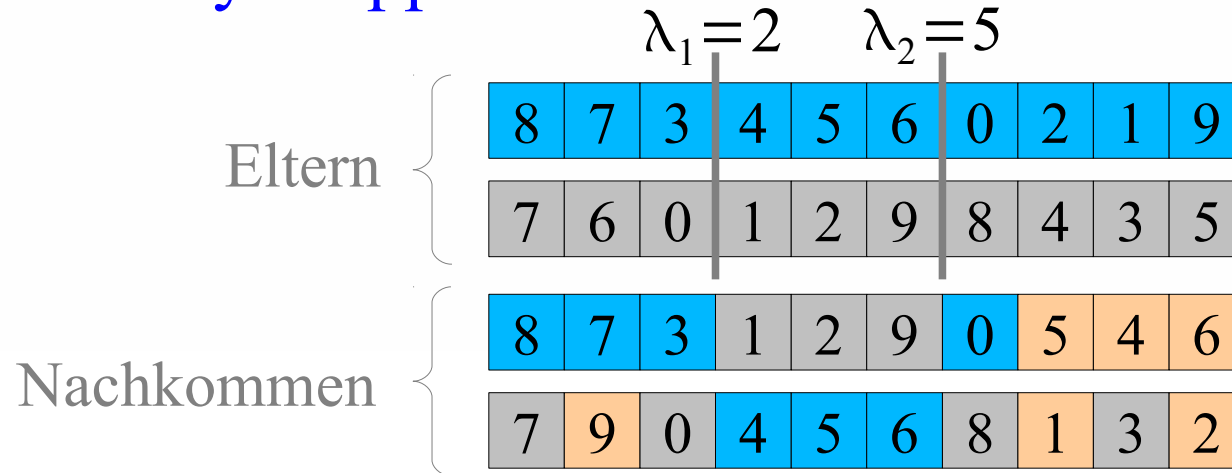 λ1=2 λ2=5
8 7 3 4 5 6 0 2 1 9
Eltern
7 6 0 1 2 9 8 4 3 5
8 7 3 1 2 9 0 5 4 6
Nachkommen
7 9 0 4 5 6 8 1 3 2